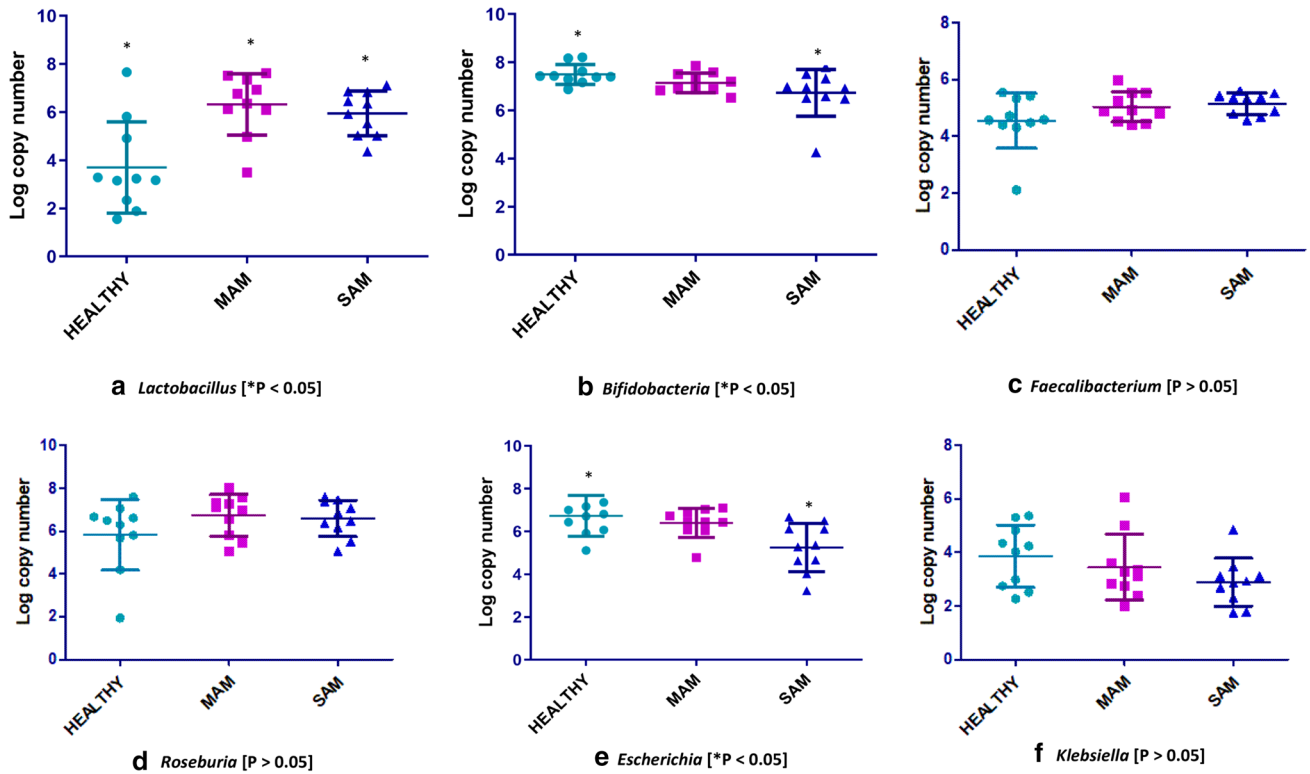 Log copy number
10
8
6
4
2
0
*
*
*
HEALTHY
MAM
SAM
a Lactobacillus [*P < 0.05]
Log copy number
10
8
6
4
2
0
*
*
HEALTHY
MAM
SAM
b Bifidobacteria [*P < 0.05]
Log copy number
8
6
4
2
0
HEALTHY
MAM
SAM
c Faecalibacterium [P > 0.05]
Log copy number
10
8
6
4
2
0
HEALTHY
MAM
SAM
d Roseburia [P > 0.05]
Log copy number
10
8
6
4
2
0
*
*
HEALTHY
MAM
SAM
e Escherichia [*P < 0.05]
Log copy number
8
6
4
2
0
HEALTHY
MAM
SAM
f Klebsiella [P > 0.05]